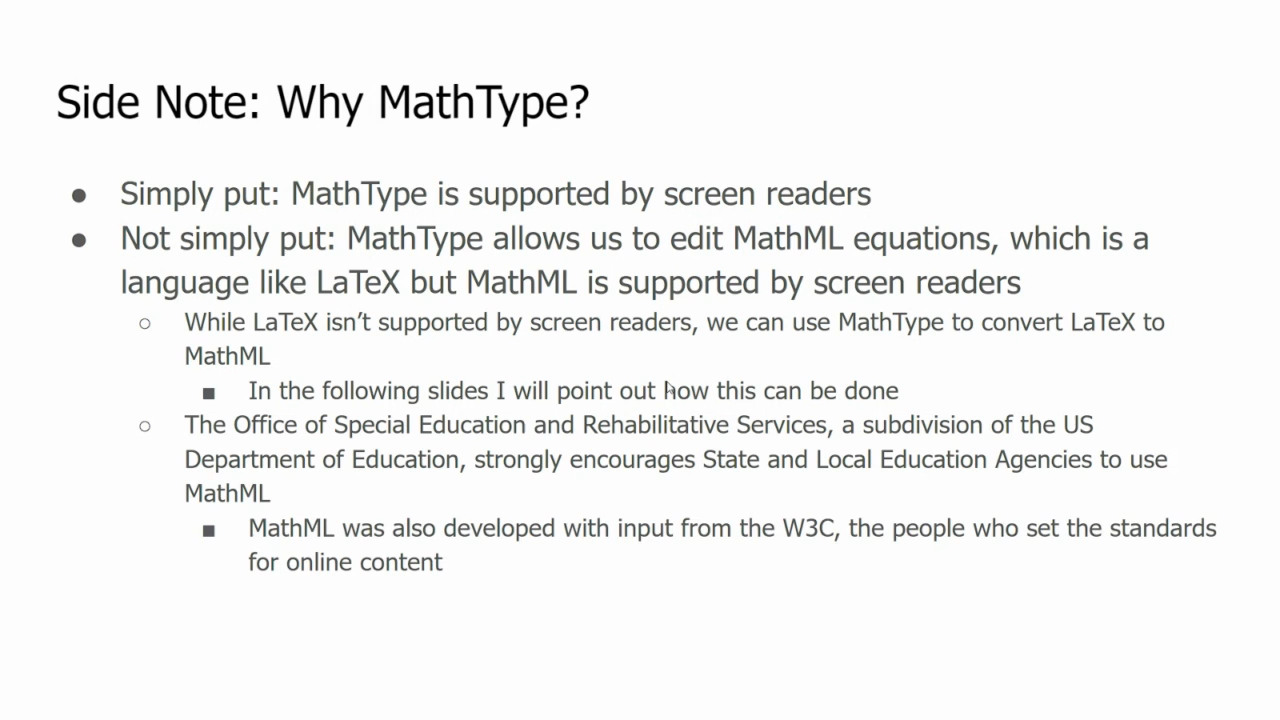 Side Note: Why MathType?
● Simply put: MathType is supported by screen readers
● Not simply put: MathType allows us to edit MathML equations, which is a
language like LaTeX but MathML is supported by screen readers
○ While LaTeX isn’t supported by screen readers, we can use MathType to convert LaTeX to
MathML
■ In the following slides I will point out how this can be done
○ The Office of Special Education and Rehabilitative Services, a subdivision of the US
Department of Education, strongly encourages State and Local Education Agencies to use
MathML
■ MathML was also developed with input from the W3C, the people who set the standards
for online content